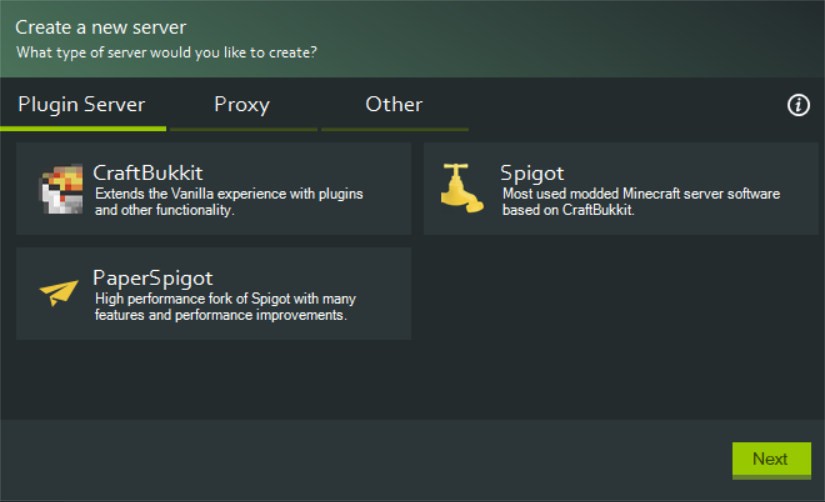 Create a new server
What type of server would you like to create?
Plugin Server
Proxy
Other
CraftBukkit
Extends the Vanilla experience with plugins
and other functionality.
Spigot
Most used modded Minecraft server software
based on CraftBukkit.
PaperSpigot
High performance fork of Spigot with many
features and performance improvements.
Next